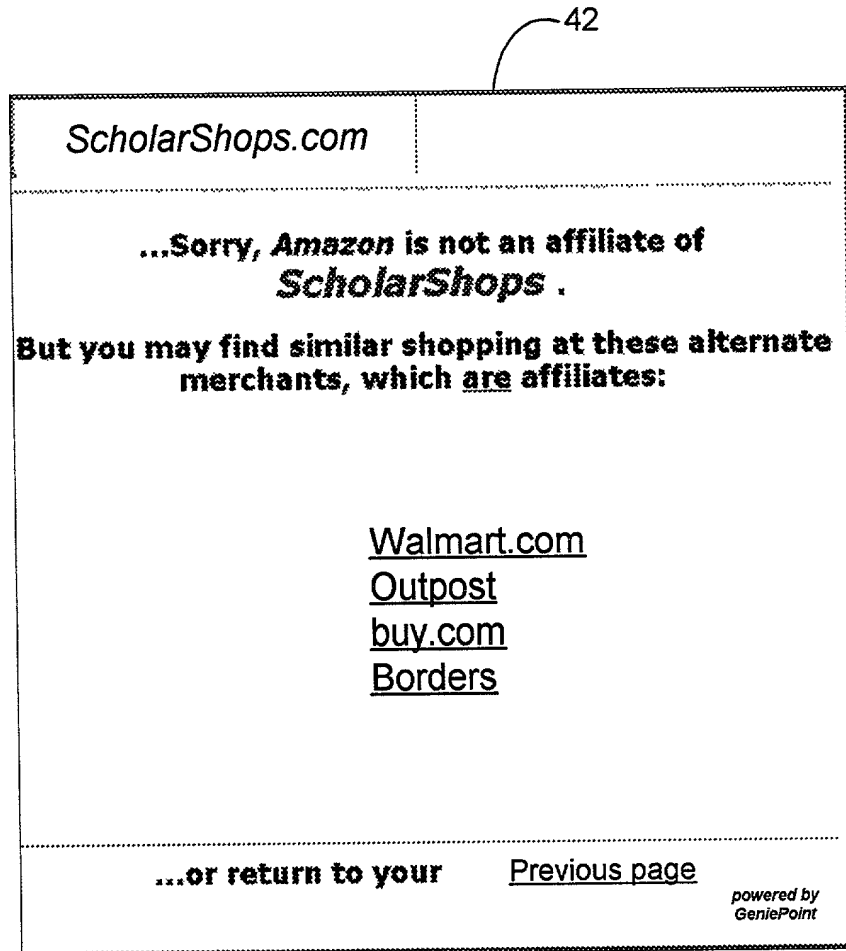 42
ScholarShops.com
...Sorry, Amazon is not an affiliate of
ScholarShops .
But you may find similar shopping at these alternate
merchants, which are affiliates:
Walmart.com
Outpost
buy.com
Borders
...or return to your Previous page
powered by
GeniePoint